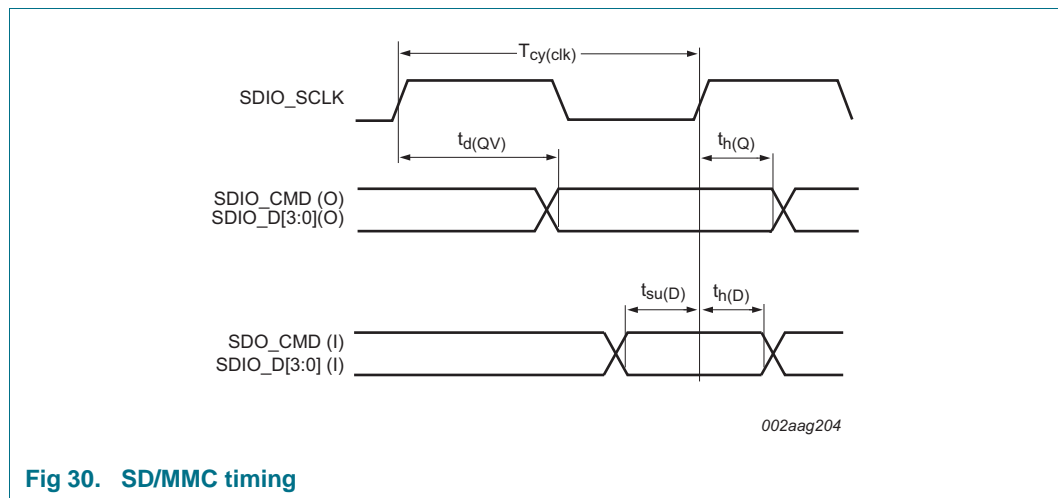 Tcy(clk)
SDIO_SCLK
td(QV)
th(Q)
SDIO_CMD (O)
SDIO_D[3:0](O)
tsu(D)
th(D)
SDO_CMD (I)
SDIO_D[3:0] (I)
002aag204
Fig 30. SD/MMC timing